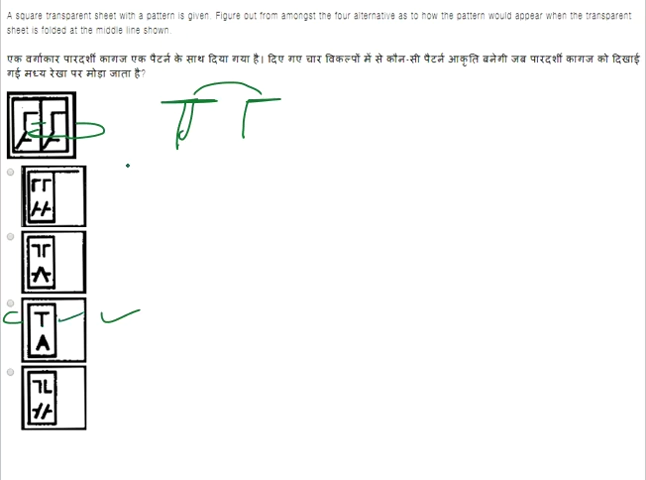 A square transparent sheet with a pattern is given. Figure out from amongst the four alternative as to how the pattern would appear when the transparent
sheet is folded at the middle line shown.
एक वर्गाकार पारदर्शी कागज एक पैटर्न के साथ दिया गया है। दिए गए चार विकल्पों में से कौन-सी पैटर्न आकृति बनेगी जब पारदर्शी कागज को दिखाई
गई मध्य रेखा पर मोड़ा जाता है?